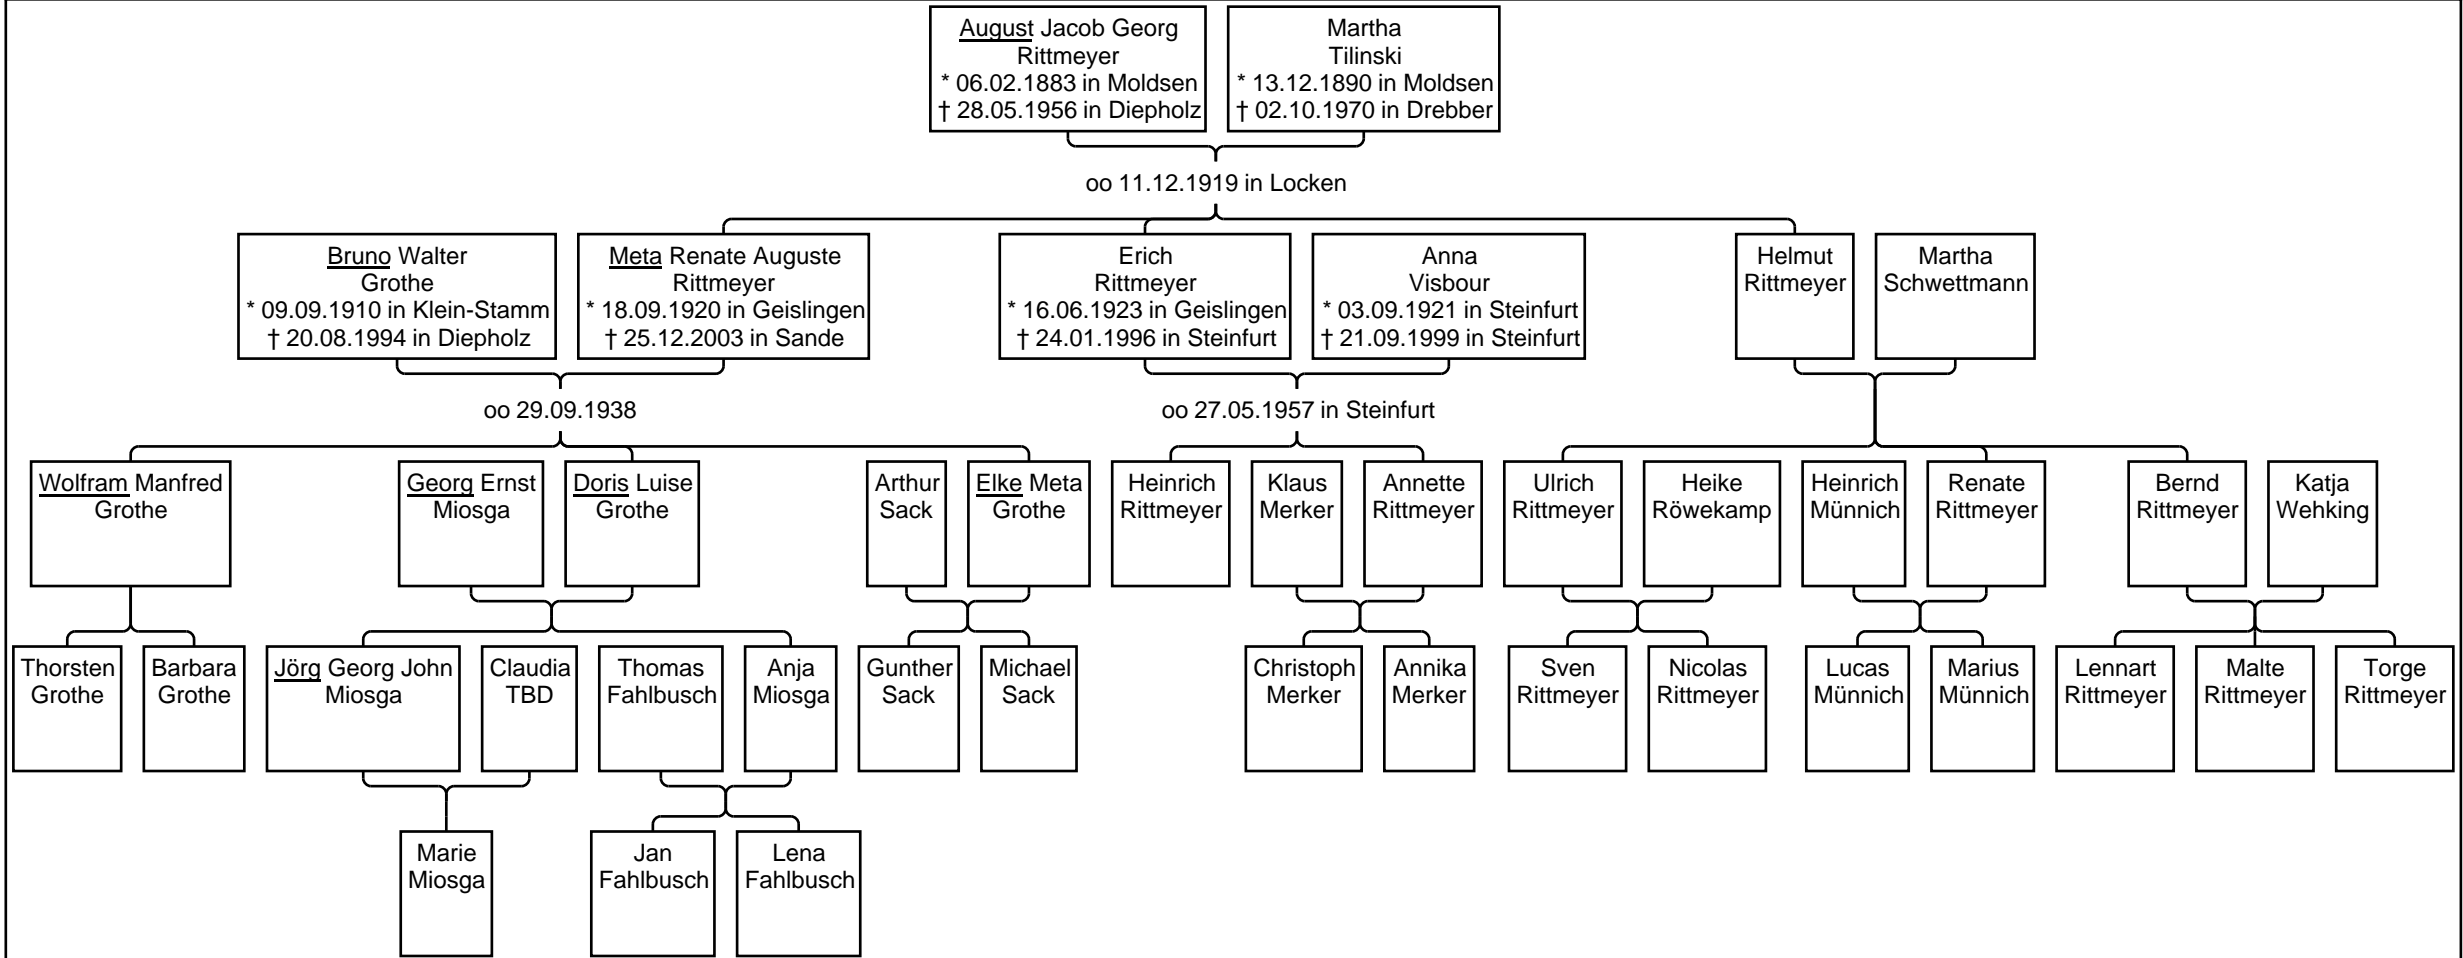 August Jacob Georg
Rittmeyer
* 06.02.1883 in Moldsen
† 28.05.1956 in Diepholz
Martha
Tilinski
* 13.12.1890 in Moldsen
† 02.10.1970 in Drebber
oo 11.12.1919 in Locken
Bruno Walter
Grothe
* 09.09.1910 in Klein-Stamm
† 20.08.1994 in Diepholz
Meta Renate Auguste
Rittmeyer
* 18.09.1920 in Geislingen
† 25.12.2003 in Sande
Erich
Rittmeyer
* 16.06.1923 in Geislingen
† 24.01.1996 in Steinfurt
Anna
Visbour
* 03.09.1921 in Steinfurt
† 21.09.1999 in Steinfurt
Helmut
Rittmeyer
Martha
Schwettmann
oo 29.09.1938
oo 27.05.1957 in Steinfurt
Wolfram Manfred
Grothe
Georg Ernst
Miosga
Doris Luise
Grothe
Arthur
Sack
Elke Meta
Grothe
Heinrich
Rittmeyer
Klaus
Merker
Annette
Rittmeyer
Ulrich
Rittmeyer
Heike
Röwekamp
Heinrich
Münnich
Renate
Rittmeyer
Bernd
Rittmeyer
Katja
Wehking
Thorsten
Grothe
Barbara
Grothe
Jörg Georg John
Miosga
Claudia
TBD
Thomas
Fahlbusch
Anja
Miosga
Gunther
Sack
Michael
Sack
Christoph
Merker
Annika
Merker
Sven
Rittmeyer
Nicolas
Rittmeyer
Lucas
Münnich
Marius
Münnich
Lennart
Rittmeyer
Malte
Rittmeyer
Torge
Rittmeyer
Marie
Miosga
Jan
Fahlbusch
Lena
Fahlbusch